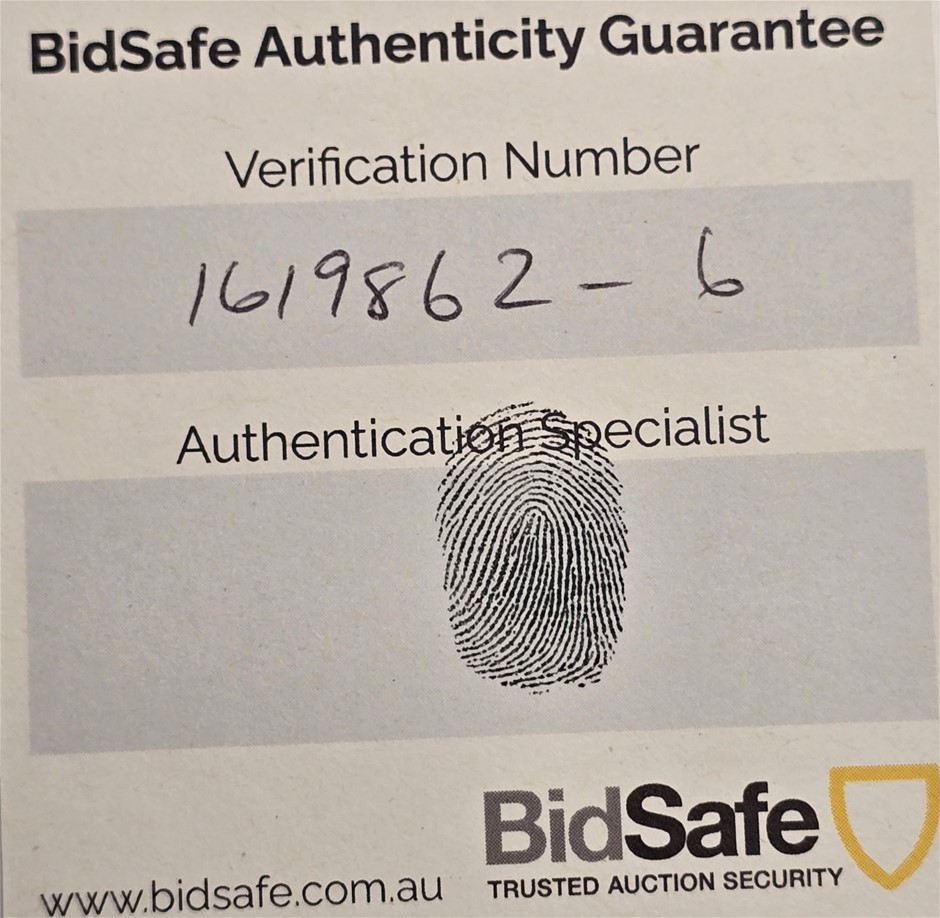 BidSafe Authenticity Guarantee
Verification Number
1619862 - 6
Authentication Specialist
BidSafe
TRUSTED AUCTION SECURITY
www.bidsafe.com.au